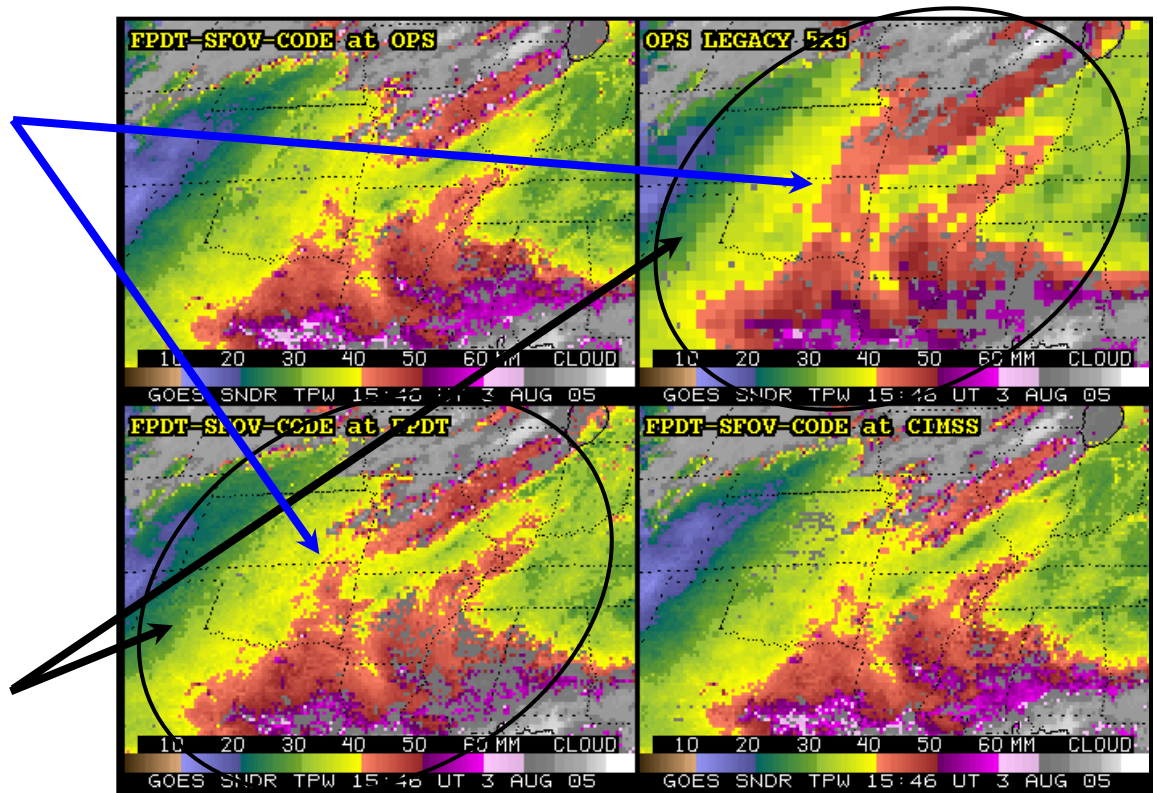 FPDT-SFOV-CODE at OPS
10 20 30 40 50 60 MM CLOUD
GOES SNDR TPW 15:46 UT 3 AUG 05
OPS LEGACY 5x5
10 20 30 40 50 60 MM CLOUD
GOES SNDR TPW 15:46 UT 3 AUG 05
FPDT-SFOV-CODE at FPDT
10 20 30 40 50 60 MM CLOUD
GOES SNDR TPW 15:46 UT 3 AUG 05
FPDT-SFOV-CODE at CIMSS
10 20 30 40 50 60 MM CLOUD
GOES SNDR TPW 15:46 UT 3 AUG 05